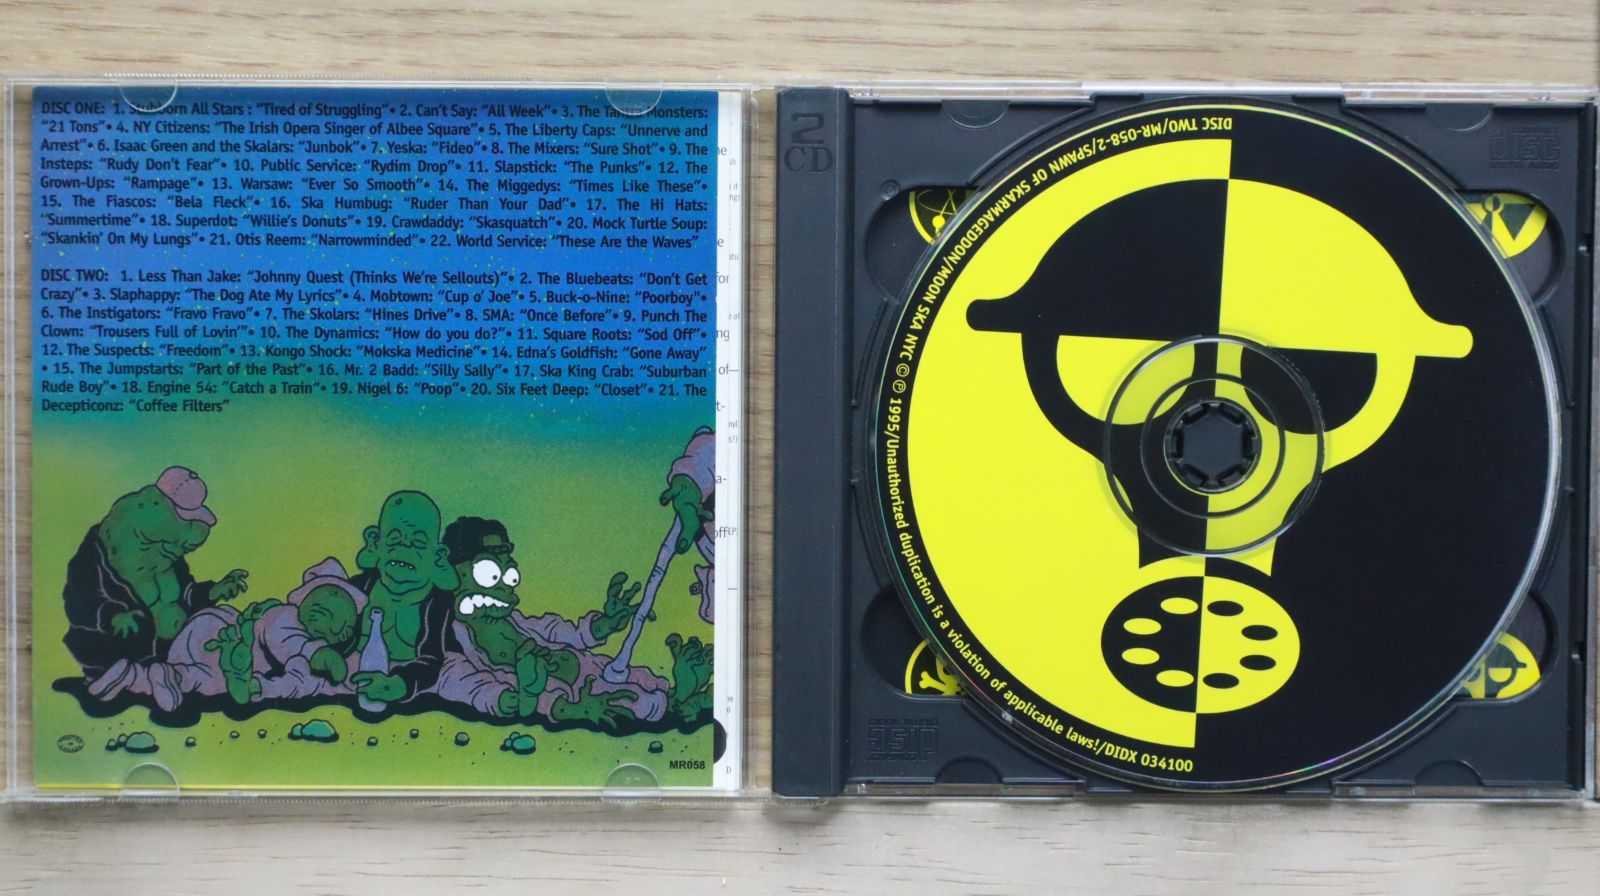 DISC ONE: 1. Stubborn All Stars : “Tired of Struggling”• 2. Can't Say: “All Week”• 3. The Tantra Monsters:
“21 Tons”• 4. NY Citizens: “The Irish Opera Singer of Albee Square”• 5. The Liberty Caps: “Unnerve and
Arrest”• 6. Isaac Green and the Skalars: “Junbok”• 7. Yeska: “Fideo”• 8. The Mixers: “Sure Shot”• 9. The
Insteps: “Rudy Don't Fear”• 10. Public Service: “Rydim Drop”• 11. Slapstick: “The Punks”• 12. The
Grown-Ups: “Rampage”• 13. Warsaw: “Ever So Smooth”• 14. The Miggedys: “Times Like These”•
15. The Fiascos: “Bela Fleck”• 16. Ska Humbug: “Ruder Than Your Dad”• 17. The Hi Hats:
“Summertime”• 18. Superdot: “Willie's Donuts”• 19. Crawdaddy: “Skasquatch”• 20. Mock Turtle Soup:
“Skankin' On My Lungs”• 21. Otis Reem: “Narrowminded”• 22. World Service: “These Are the Waves”
DISC TWO: 1. Less Than Jake: “Johnny Quest (Thinks We're Sellouts)”• 2. The Bluebeats: “Don't Get
Crazy”• 3. Slaphappy: “The Dog Ate My Lyrics”• 4. Mobtown: “Cup o' Joe”• 5. Buck-o-Nine: “Poorboy”•
6. The Instigators: “Fravo Fravo”• 7. The Skolars: “Hines Drive”• 8. SMA: “Once Before”• 9. Punch The
Clown: “Trousers Full of Lovin'”• 10. The Dynamics: “How do you do?”• 11. Square Roots: “Sod Off”•
12. The Suspects: “Freedom”• 13. Kongo Shock: “Mokska Medicine”• 14. Edna's Goldfish: “Gone Away”
• 15. The Jumpstarts: “Part of the Past”• 16. Mr. 2 Badd: “Silly Sally”• 17. Ska King Crab: “Suburban
Rude Boy”• 18. Engine 54: “Catch a Train”• 19. Nigel 6: “Poop”• 20. Six Feet Deep: “Closet”• 21. The
Decepticonz: “Coffee Filters”
MR058
2
CD
DISC TWO/MR-058-2/SPAWN OF SKARMAGEDDON/MOON SKA NYC © ℗ 1995/Unauthorized duplication is a violation of applicable laws!/DIDX 034100
disc
DIGITAL AUDIO
disc
DIGITAL AUDIO